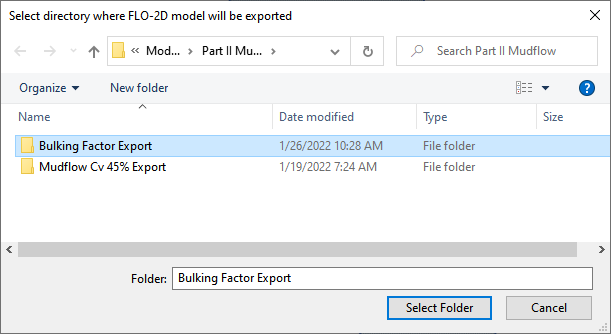 Select directory where FLO-2D model will be exported
« Mod... Part II Mu...
Search Part II Mudflow
Organize
New folder
Name Date modified Type Size
Bulking Factor Export 1/26/2022 10:28 AM File folder
Mudflow Cv 45% Export 1/19/2022 7:24 AM File folder
Folder: Bulking Factor Export
Select Folder Cancel